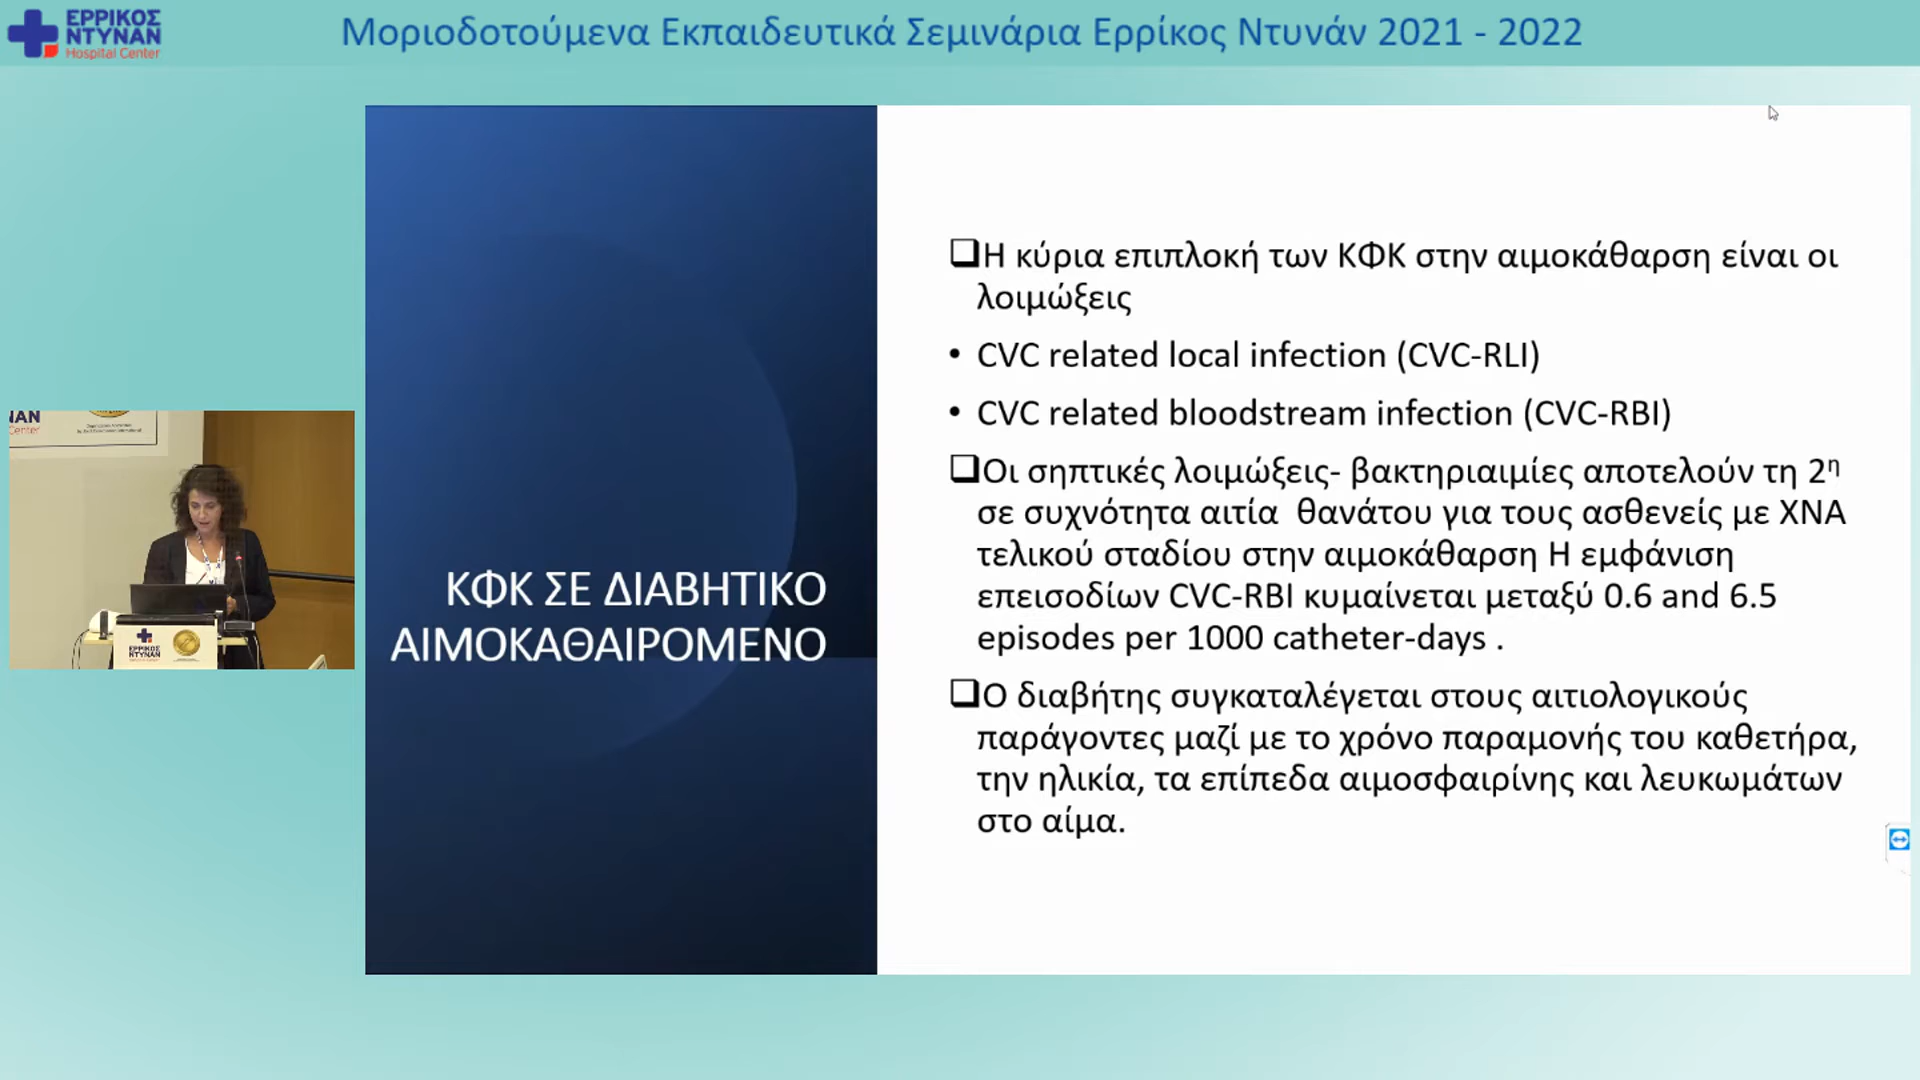 ΕΡΡΙΚΟΣ
ΝΤΥΝΑΝ
Hospital Center
Μοριοδοτούμενα Εκπαιδευτικά Σεμινάρια Ερρίκος Ντυνάν 2021 - 2022
ΚΦΚ ΣΕ ΔΙΑΒΗΤΙΚΟ
ΑΙΜΟΚΑΘΑΙΡΟΜΕΝΟ
❑Η κύρια επιπλοκή των ΚΦΚ στην αιμοκάθαρση είναι οι
λοιμώξεις
• CVC related local infection (CVC-RLI)
• CVC related bloodstream infection (CVC-RBI)
❑Οι σηπτικές λοιμώξεις- βακτηριαιμίες αποτελούν τη 2η
σε συχνότητα αιτία θανάτου για τους ασθενείς με ΧΝΑ
τελικού σταδίου στην αιμοκάθαρση Η εμφάνιση
επεισοδίων CVC-RBI κυμαίνεται μεταξύ 0.6 and 6.5
episodes per 1000 catheter-days .
❑Ο διαβήτης συγκαταλέγεται στους αιτιολογικούς
παράγοντες μαζί με το χρόνο παραμονής του καθετήρα,
την ηλικία, τα επίπεδα αιμοσφαιρίνης και λευκωμάτων
στο αίμα.
ΝΑΝ
Center
ΕΡΡΙΚΟΣ
ΝΤΥΝΑΝ